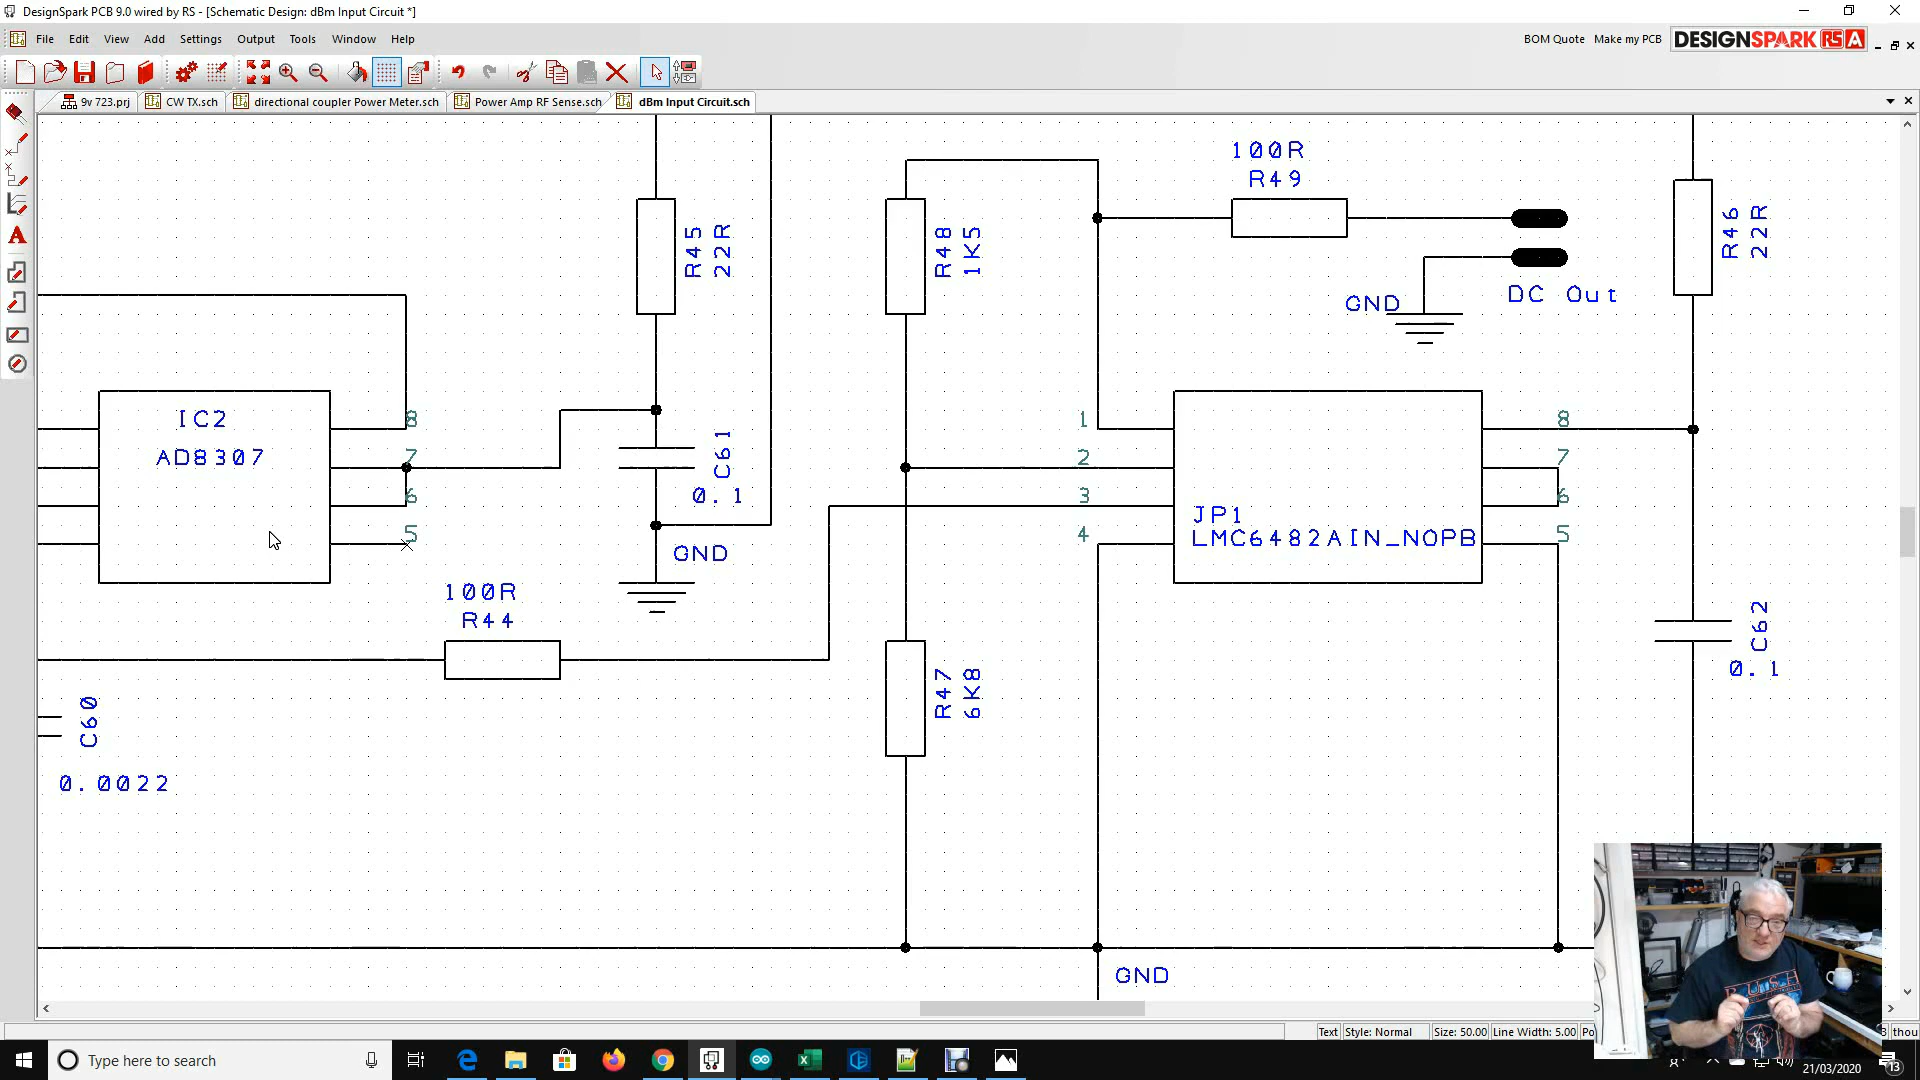 DesignSpark PCB 9.0 wired by RS - [Schematic Design: dBm Input Circuit *]
File Edit View Add Settings Output Tools Window Help
BOM Quote Make my PCB DESIGNSPARK RS A
9v 723.prj CW TX.sch directional coupler Power Meter.sch Power Amp RF Sense.sch dBm Input Circuit.sch
100R
R49
R45
22R
R48
1K5
R46
22R
GND
DC Out
IC2
AD8307
8
7
6
5
C61
0.1
GND
1
2
3
4
JP1
LMC6482AIN_NOPB
8
7
6
5
100R
R44
C62
0.1
R47
6K8
C60
0.0022
GND
Text Style: Normal Size: 50.00 Line Width: 5.00 Po
3 thou
Type here to search
21/03/2020
13
RUSH